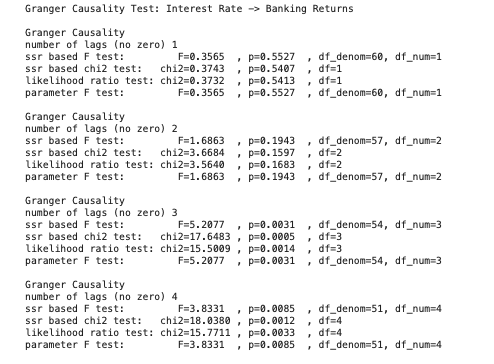 Granger Causality Test: Interest Rate —> Banking Returns

Granger Causality
number of lags (no zero) 1
ssr based F test:         F=0.3565  , p=0.5527  , df_denom=60, df_num=1
ssr based chi2 test:   chi2=0.3743  , p=0.5407  , df=1
likelihood ratio test: chi2=0.3732  , p=0.5413  , df=1
parameter F test:         F=0.3565  , p=0.5527  , df_denom=60, df_num=1

Granger Causality
number of lags (no zero) 2
ssr based F test:         F=1.6863  , p=0.1943  , df_denom=57, df_num=2
ssr based chi2 test:   chi2=3.6684  , p=0.1597  , df=2
likelihood ratio test: chi2=3.5640  , p=0.1683  , df=2
parameter F test:         F=1.6863  , p=0.1943  , df_denom=57, df_num=2

Granger Causality
number of lags (no zero) 3
ssr based F test:         F=5.2077  , p=0.0031  , df_denom=54, df_num=3
ssr based chi2 test:   chi2=17.6483 , p=0.0005  , df=3
likelihood ratio test: chi2=15.5009 , p=0.0014  , df=3
parameter F test:         F=5.2077  , p=0.0031  , df_denom=54, df_num=3

Granger Causality
number of lags (no zero) 4
ssr based F test:         F=3.8331  , p=0.0085  , df_denom=51, df_num=4
ssr based chi2 test:   chi2=18.0380 , p=0.0012  , df=4
likelihood ratio test: chi2=15.7711 , p=0.0033  , df=4
parameter F test:         F=3.8331  , p=0.0085  , df_denom=51, df_num=4